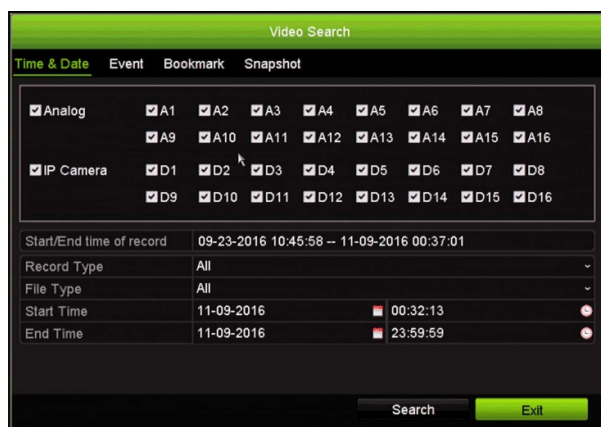 Video Search
Time & Date Event Bookmark Snapshot
Analog A1 A2 A3 A4 A5 A6 A7 A8
A9 A10 A11 A12 A13 A14 A15 A16
IP Camera D1 D2 D3 D4 D5 D6 D7 D8
D9 D10 D11 D12 D13 D14 D15 D16
Start/End time of record 09-23-2016 10:45:58 -- 11-09-2016 00:37:01
Record Type All
File Type All
Start Time 11-09-2016 00:32:13
End Time 11-09-2016 23:59:59
Search Exit